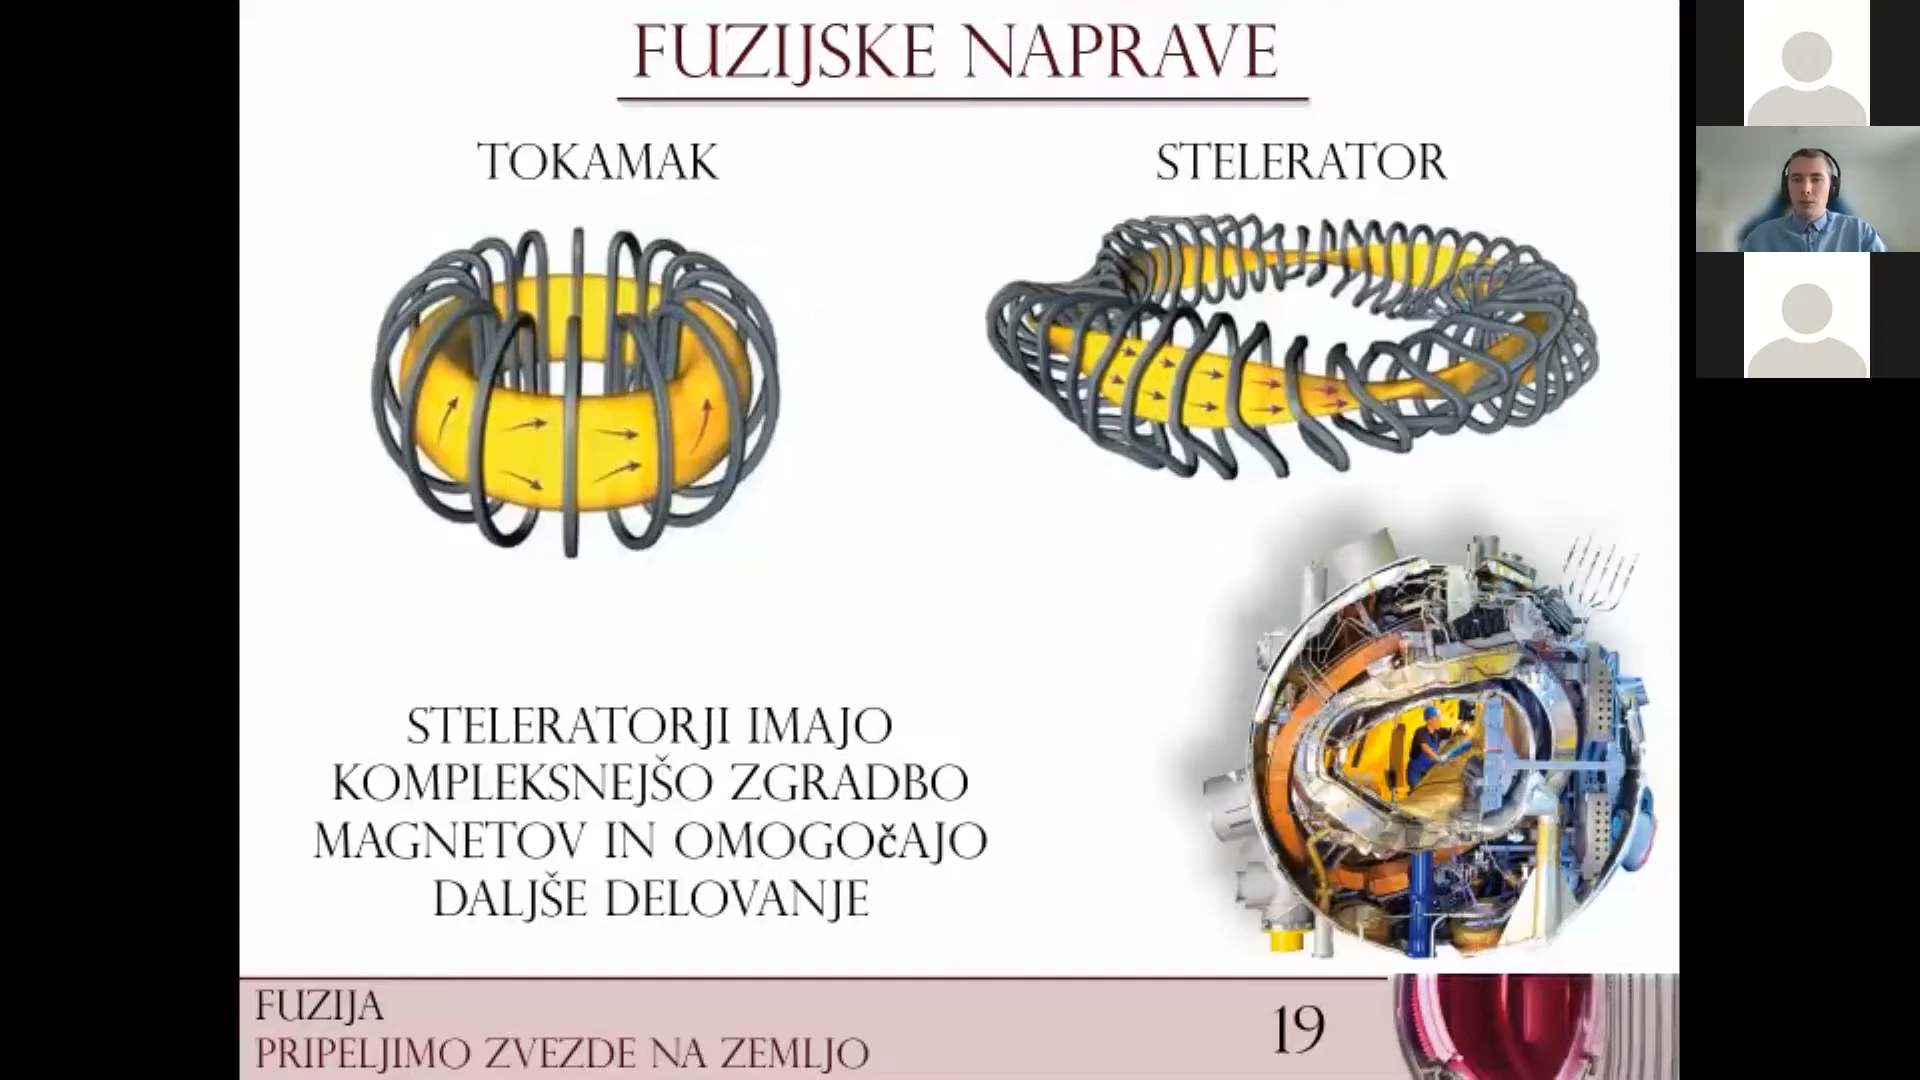 FUZIJSKE NAPRAVE
TOKAMAK
STELERATOR
STELERATORJI IMAJO
KOMPLEKSNEJŠO ZGRADBO
MAGNETOV IN OMOGOčAJO
DALJŠE DELOVANJE
FUZIJA
PRIPELJIMO ZVEZDE NA ZEMLJO
19